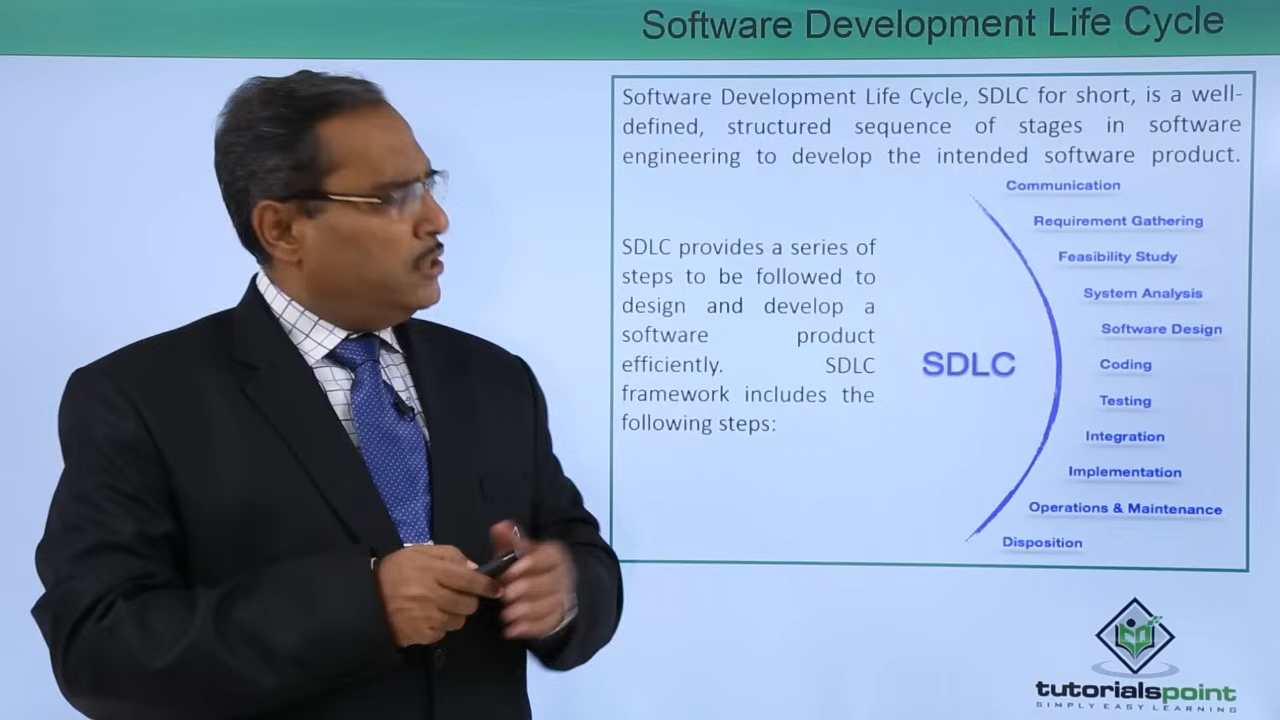 Software Development Life Cycle
Software Development Life Cycle, SDLC for short, is a well-
defined, structured sequence of stages in software
engineering to develop the intended software product.
SDLC provides a series of
steps to be followed to
design and develop a
software product
efficiently. SDLC
framework includes the
following steps:
SDLC
Communication
Requirement Gathering
Feasibility Study
System Analysis
Software Design
Coding
Testing
Integration
Implementation
Operations & Maintenance
Disposition
tutorialspoint
SIMPLY EASY LEARNING